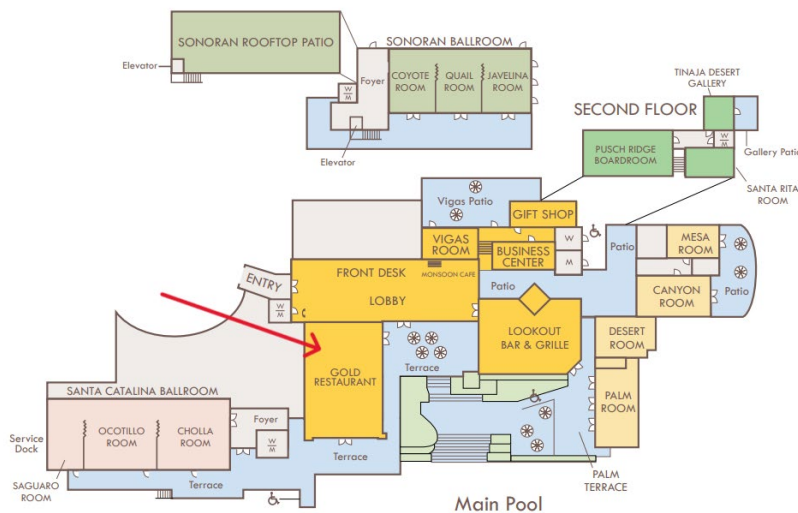 SONORAN ROOFTOP PATIO
Elevator
SONORAN BALLROOM
Foyer
COYOTE
ROOM
QUAIL
ROOM
JAVELINA
ROOM
W
M
Elevator
TINAJA DESERT
GALLERY
SECOND FLOOR
PUSCH RIDGE
BOARDROOM
W
M
Gallery Patio
SANTA RITA
ROOM
Vigas Patio
GIFT SHOP
VIGAS
ROOM
BUSINESS
CENTER
W
M
Patio
MESA
ROOM
ENTRY
FRONT DESK
MONSOON CAFE
LOBBY
W
M
Patio
CANYON
ROOM
Patio
LOOKOUT
BAR & GRILLE
DESERT
ROOM
GOLD
RESTAURANT
Terrace
PALM
ROOM
SANTA CATALINA BALLROOM
Foyer
W
M
Service
Dock
OCOTILLO
ROOM
CHOLLA
ROOM
Terrace
SAGUARO
ROOM
Terrace
PALM
TERRACE
Main Pool